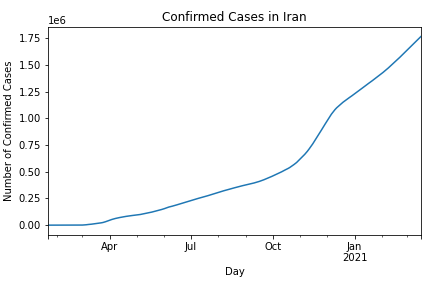 Confirmed Cases in Iran
1e6
1.75
1.50
1.25
1.00
0.75
0.50
0.25
0.00
Number of Confirmed Cases
Apr
Jul
Oct
Jan
2021
Day